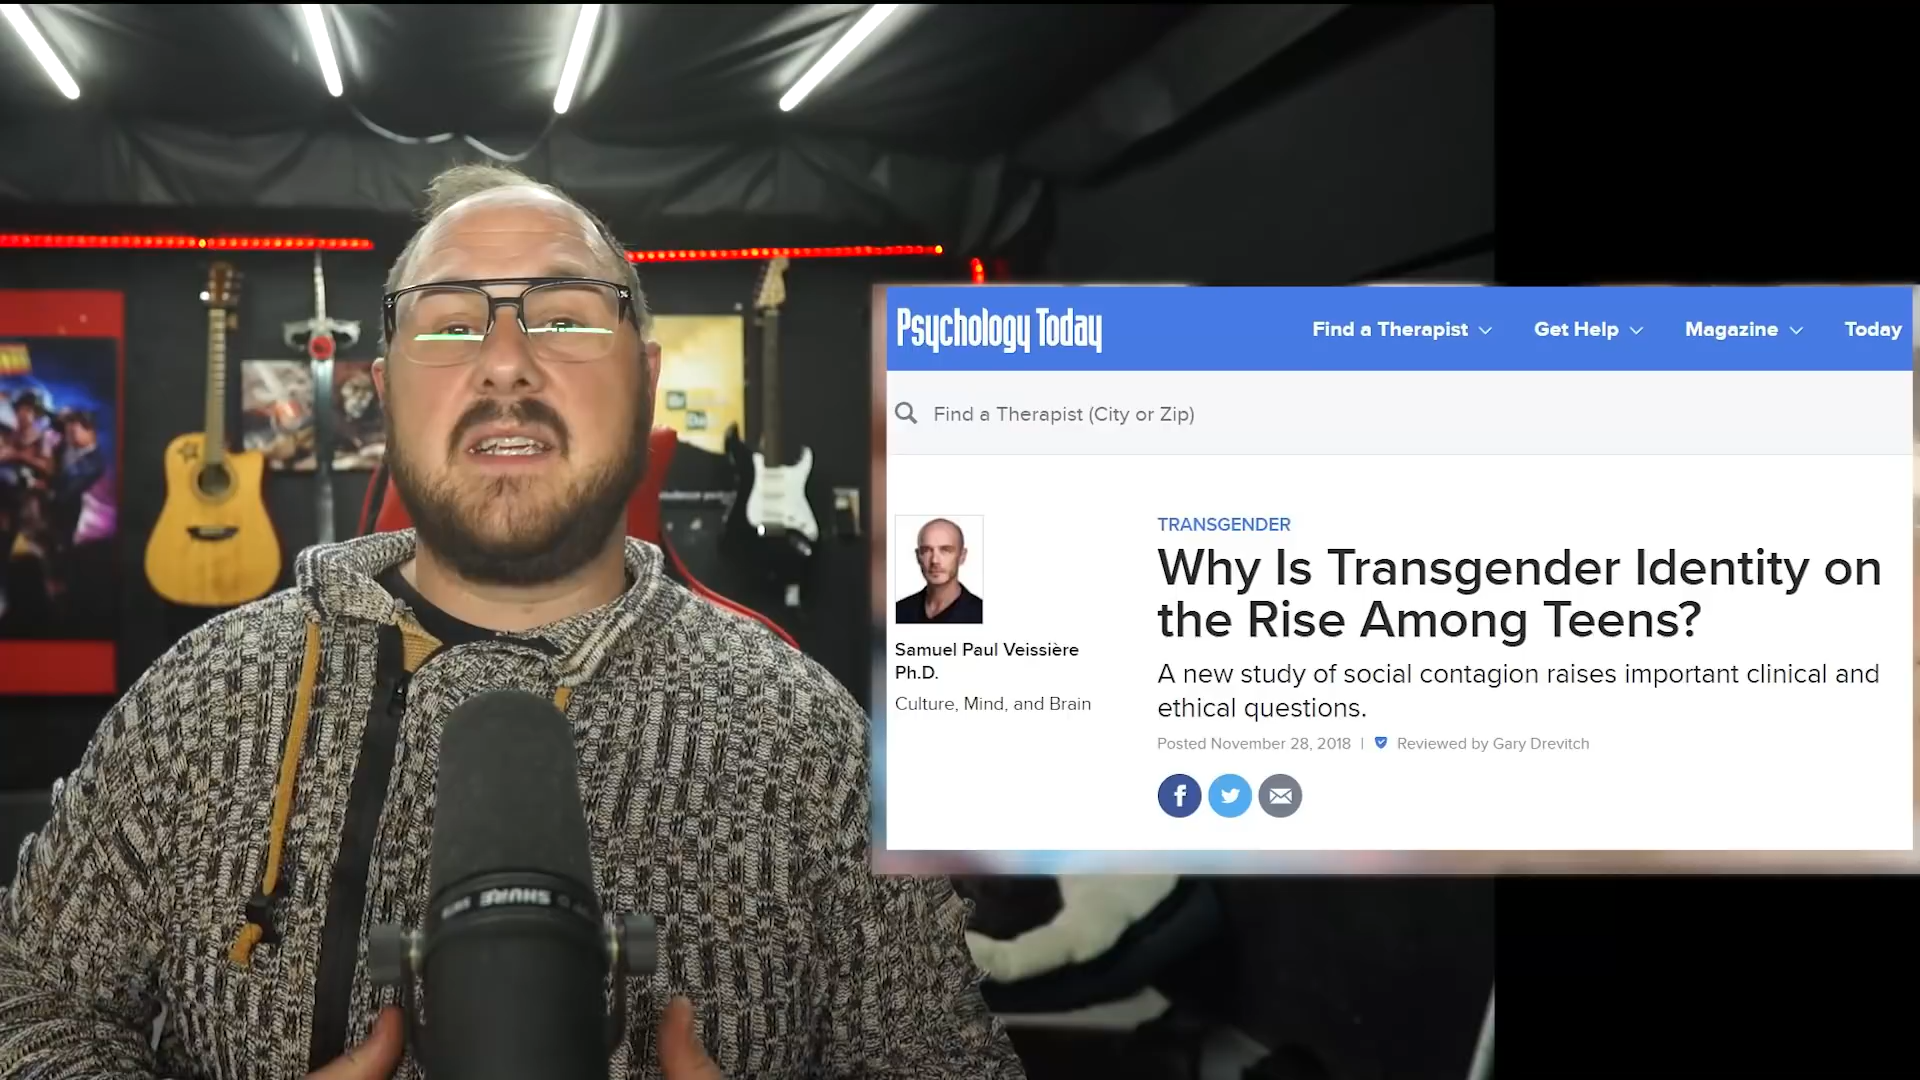 Psychology Today
Find a Therapist
Get Help
Magazine
Today
Find a Therapist (City or Zip)
TRANSGENDER
Why Is Transgender Identity on
the Rise Among Teens?
A new study of social contagion raises important clinical and
ethical questions.
Posted November 28, 2018 | Reviewed by Gary Drevitch
Samuel Paul Veissière
Ph.D.
Culture, Mind, and Brain
SHURE